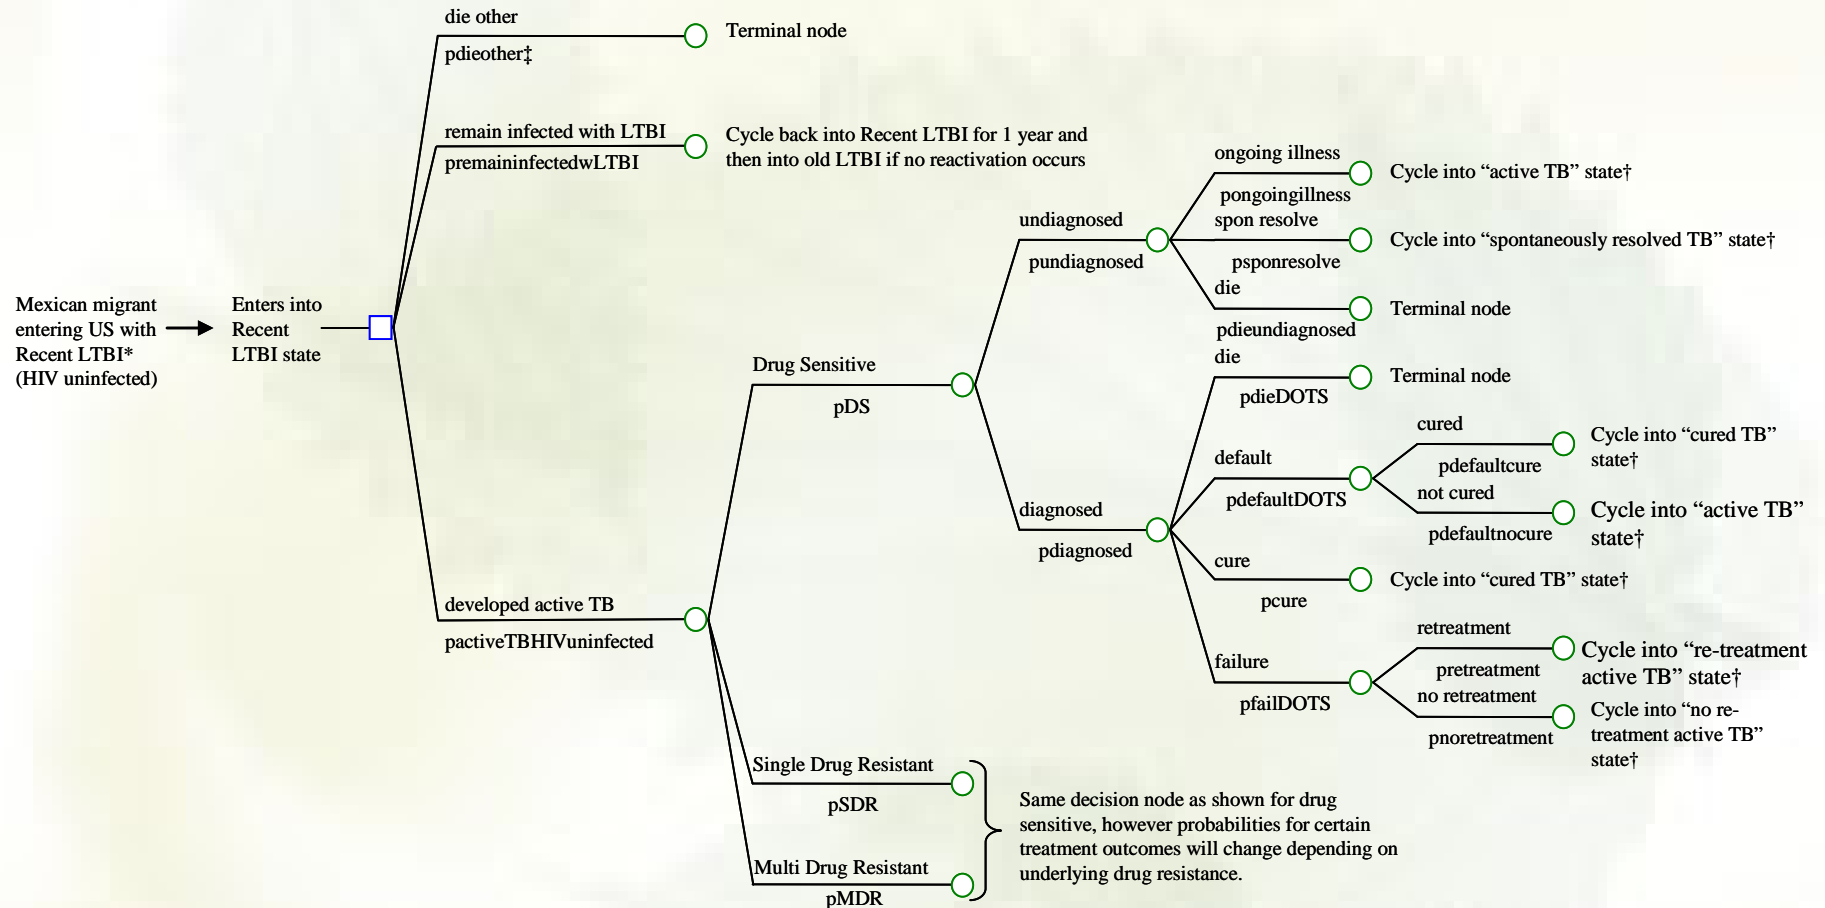 die other
pdieother‡
Terminal node
remain infected with LTBI
premaininfectedwLTBI
Cycle back into Recent LTBI for 1 year and
then into old LTBI if no reactivation occurs
Mexican migrant
entering US with
Recent LTBI*
(HIV uninfected)
Enters into
Recent
LTBI state
developed active TB
pactiveTBHIVuninfected
Drug Sensitive
pDS
undiagnosed
pundiagnosed
ongoing illness
pongoingillness
Cycle into “active TB” state†
spon resolve
psponresolve
Cycle into “spontaneously resolved TB” state†
die
pdieundiagnosed
Terminal node
diagnosed
pdiagnosed
die
pdieDOTS
Terminal node
default
pdefaultDOTS
cured
pdefaultcure
Cycle into “cured TB”
state†
not cured
pdefaultnocure
Cycle into “active TB”
state†
cure
pcure
Cycle into “cured TB” state†
failure
pfailDOTS
retreatment
pretreatment
Cycle into “re-treatment
active TB” state†
no retreatment
pnoretreatment
Cycle into “no re-
treatment active TB”
state†
Single Drug Resistant
pSDR
Multi Drug Resistant
pMDR
Same decision node as shown for drug
sensitive, however probabilities for certain
treatment outcomes will change depending on
underlying drug resistance.